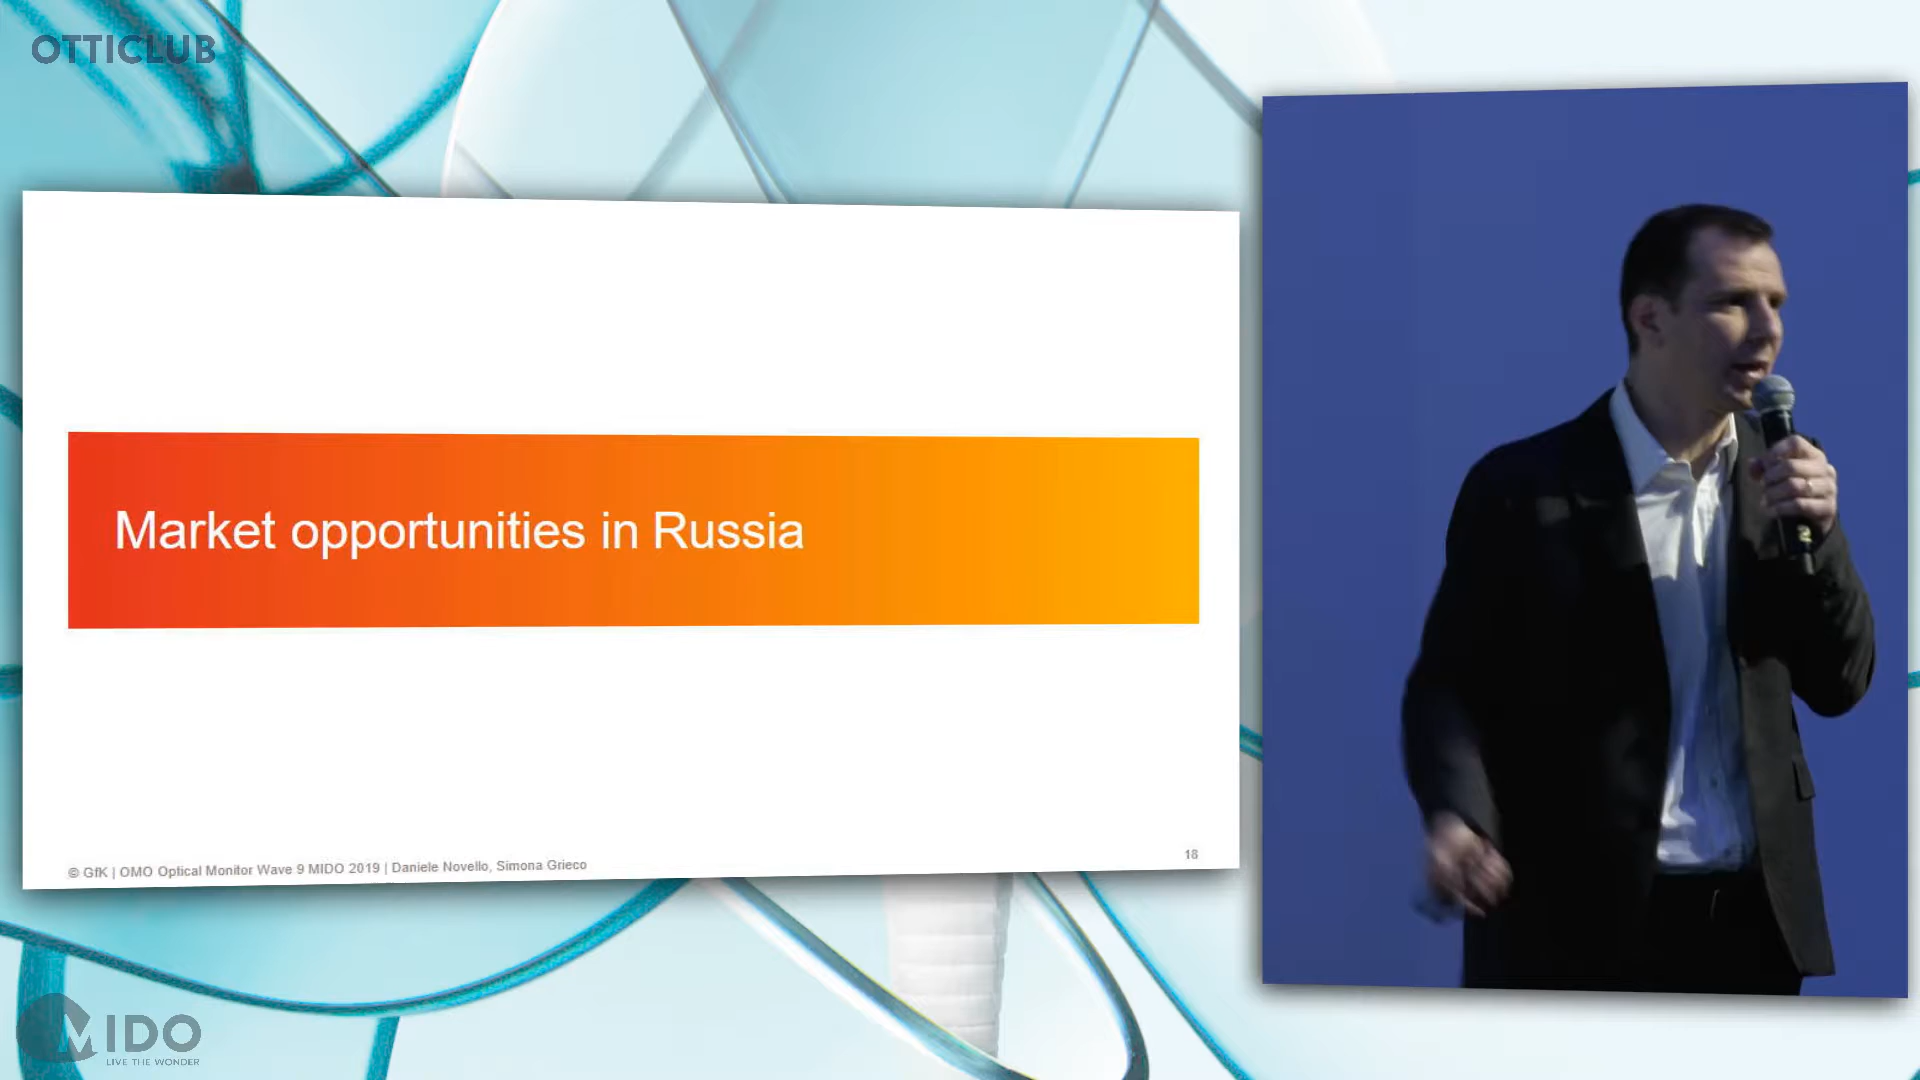 OTTICLUB
Market opportunities in Russia
© GfK | OMO Optical Monitor Wave 9 MIDO 2019 | Daniele Novello, Simona Grieco
18
MIDO
LIVE THE WONDER